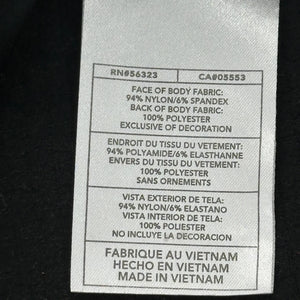 RN#56323 CA#05553
FACE OF BODY FABRIC:
94% NYLON/6% SPANDEX
BACK OF BODY FABRIC:
100% POLYESTER
EXCLUSIVE OF DECORATION
ENDROIT DU TISSU DU VETEMENT:
94% POLYAMIDE/6% ELASTHANNE
ENVERS DU TISSU DU VETEMENT:
100% POLYESTER
SANS ORNEMENTS
VISTA EXTERIOR DE TELA:
94% NYLON/6% ELASTANO
VISTA INTERIOR DE TELA:
100% POLIESTER
NO INCLUYE LA DECORACION
FABRIQUE AU VIETNAM
HECHO EN VIETNAM
MADE IN VIETNAM